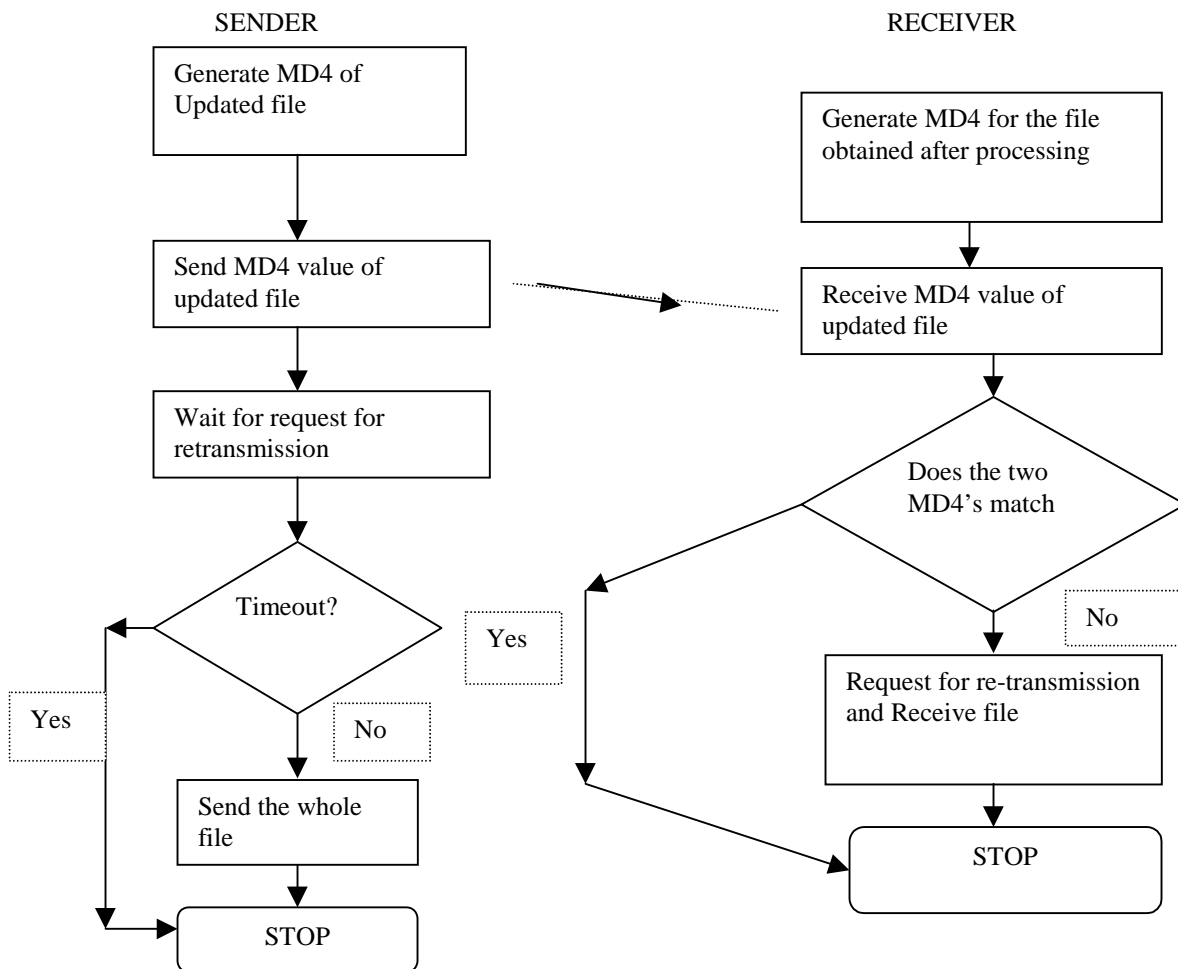 SENDER
Generate MD4 of
Updated file
Send MD4 value of
updated file
Wait for request for
retransmission
Timeout?
Yes
No
Send the whole
file
STOP
RECEIVER
Generate MD4 for the file
obtained after processing
Receive MD4 value of
updated file
Does the two
MD4’s match
Yes
No
Request for re-transmission
and Receive file
STOP